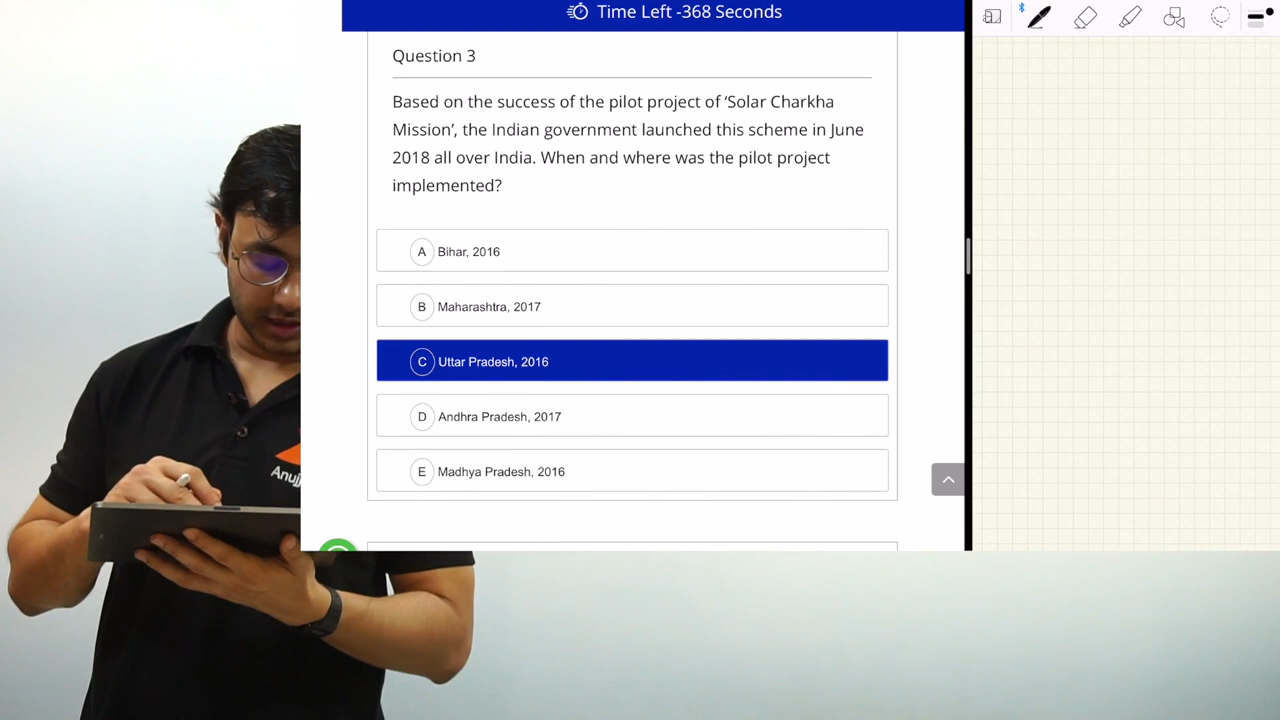 Time Left -368 Seconds
Question 3
Based on the success of the pilot project of ‘Solar Charkha
Mission’, the Indian government launched this scheme in June
2018 all over India. When and where was the pilot project
implemented?
A Bihar, 2016
B Maharashtra, 2017
C Uttar Pradesh, 2016
D Andhra Pradesh, 2017
E Madhya Pradesh, 2016